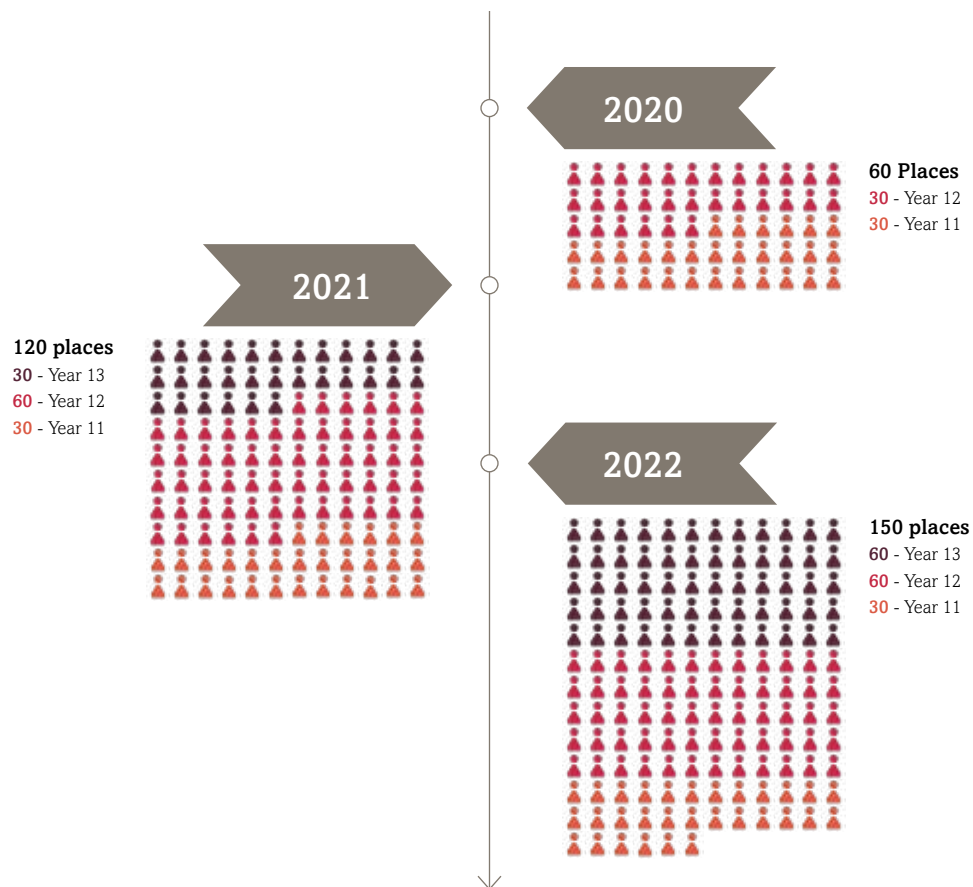 2020
60 Places
30 - Year 12
30 - Year 11
2021
120 places
30 - Year 13
60 - Year 12
30 - Year 11
2022
150 places
60 - Year 13
60 - Year 12
30 - Year 11